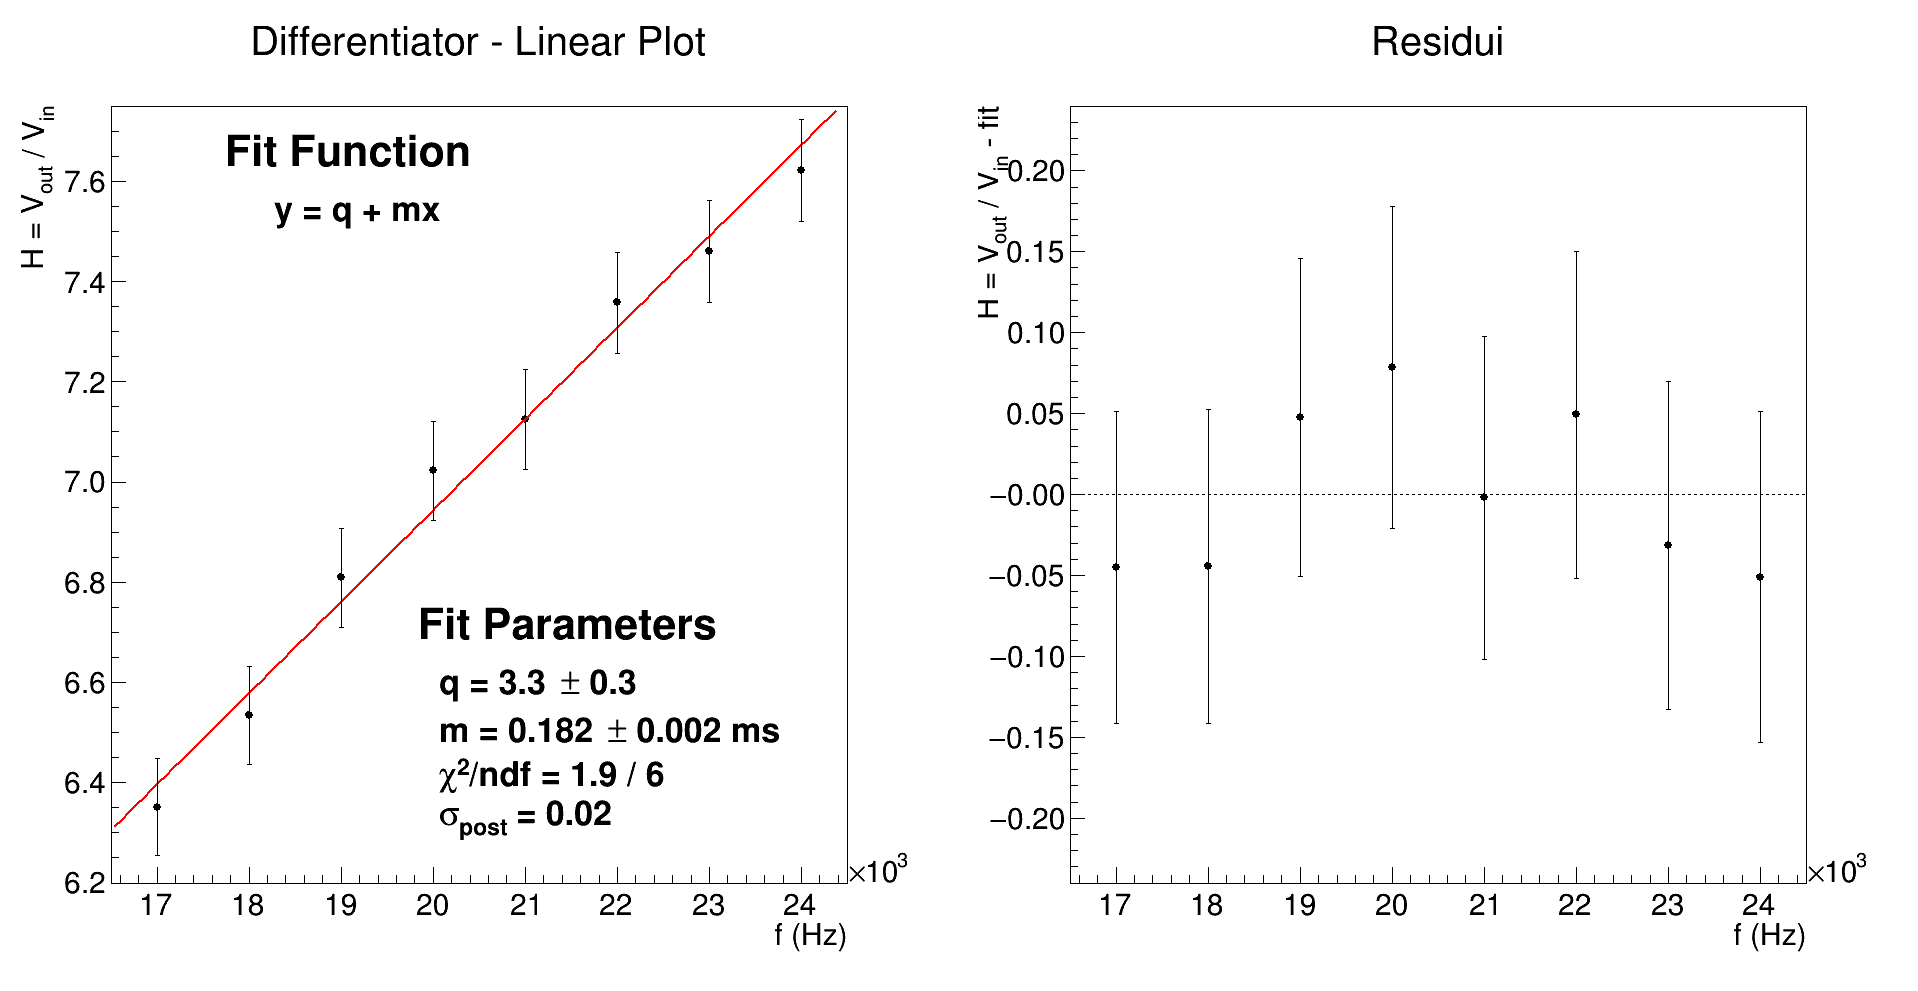 Differentiator - Linear Plot
H = Vout / Vin
Fit Function
y = q + mx
Fit Parameters
q = 3.3 ± 0.3
m = 0.182 ± 0.002 ms
χ²/ndf = 1.9 / 6
σpost = 0.02
7.6
7.4
7.2
7.0
6.8
6.6
6.4
6.2
17 18 19 20 21 22 23 24
×10³
f (Hz)
Residui
H = Vout / Vin - fit
0.20
0.15
0.10
0.05
−0.00
−0.05
−0.10
−0.15
−0.20
17 18 19 20 21 22 23 24
×10³
f (Hz)